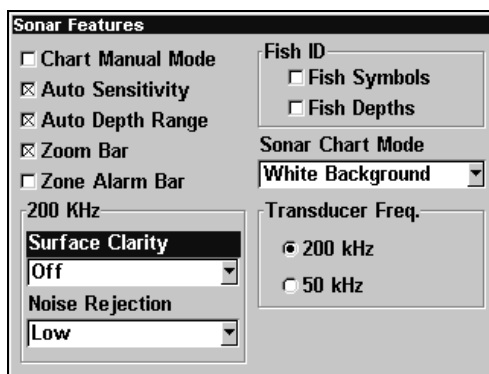 Sonar Features
Chart Manual Mode
Auto Sensitivity
Auto Depth Range
Zoom Bar
Zone Alarm Bar
200 KHz
Surface Clarity
Off
Noise Rejection
Low
Fish ID
Fish Symbols
Fish Depths
Sonar Chart Mode
White Background
Transducer Freq.
200 kHz
50 kHz